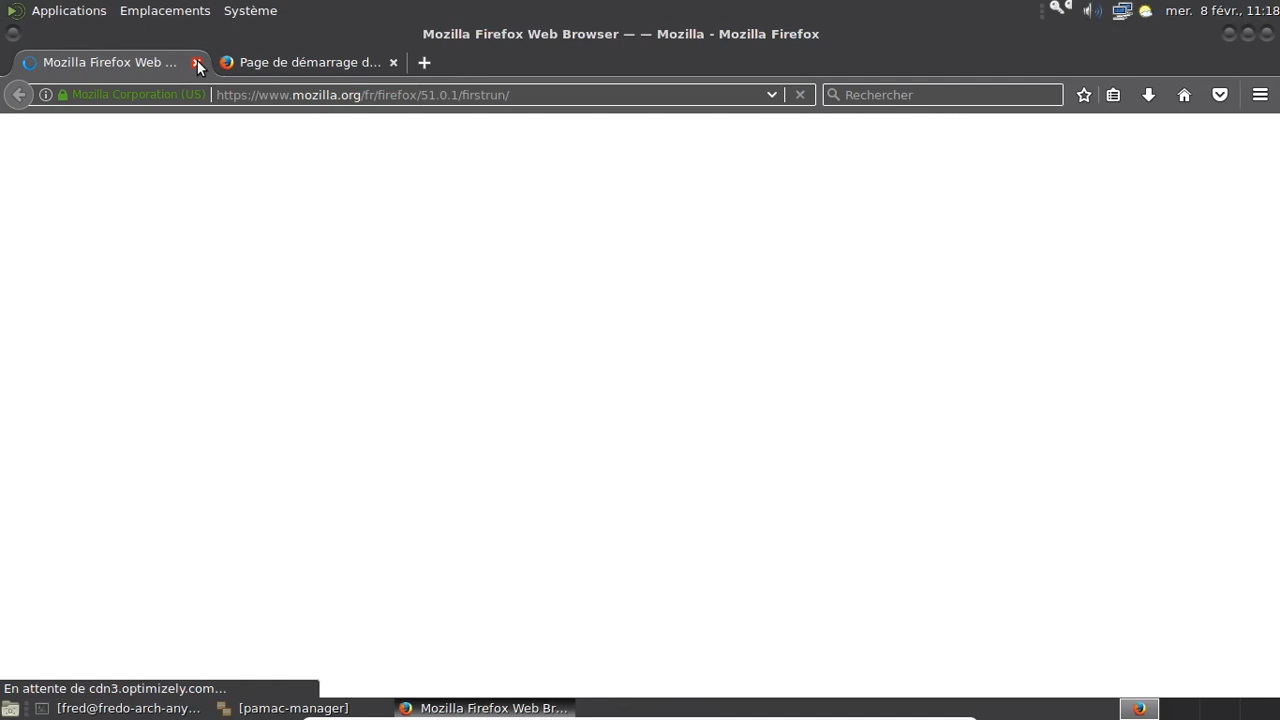 Applications Emplacements Système mer. 8 févr., 11:18
Mozilla Firefox Web Browser — — Mozilla - Mozilla Firefox
Mozilla Firefox Web ... Page de démarrage d...
Mozilla Corporation (US) https://www.mozilla.org/fr/firefox/51.0.1/firstrun/ Rechercher
En attente de cdn3.optimizely.com...
[fred@fredo-arch-any... [pamac-manager] Mozilla Firefox Web Br...